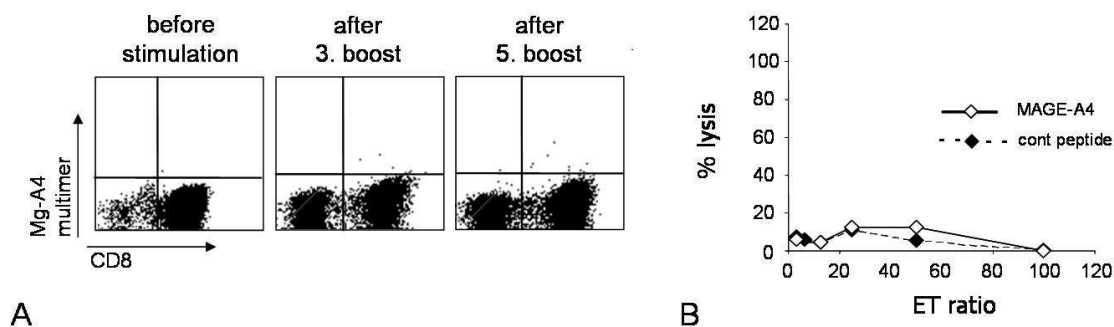 before stimulation
after 3. boost
after 5. boost
Mg-A4 multimer
CD8
A
% lysis
120
100
80
60
40
20
0
MAGE-A4
cont peptide
0 20 40 60 80 100 120
ET ratio
B